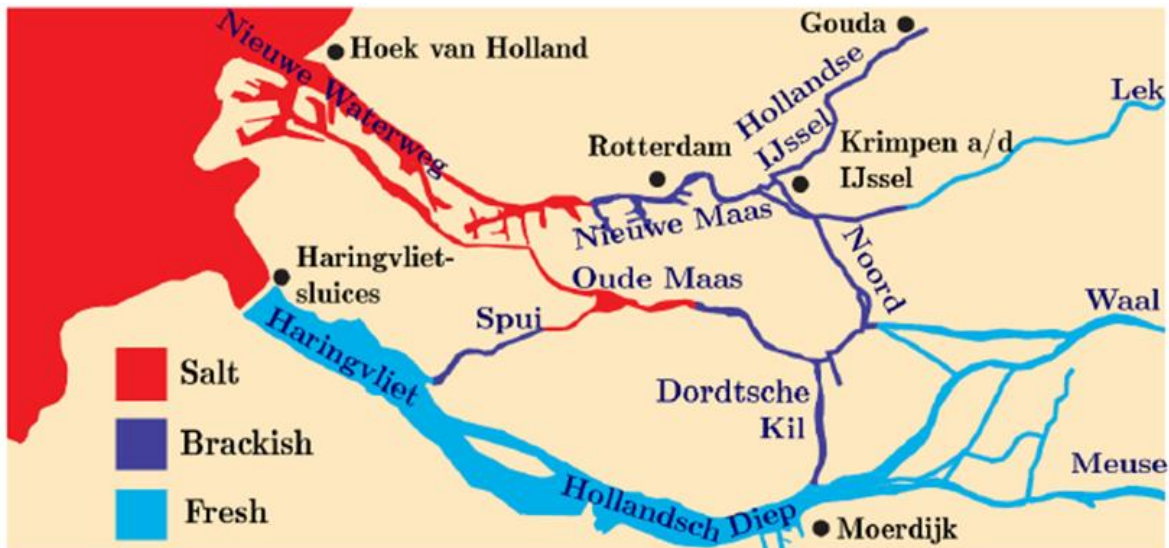 Gouda
Hoek van Holland
Nieuwe Waterweg
Hollandse
IJssel
Lek
Rotterdam
Krimpen a/d
IJssel
Nieuwe Maas
Noord
Haringvliet-
sluices
Oude Maas
Waal
Spui
Haringvliet
Salt
Dordtsche
Kil
Brackish
Meuse
Hollandsch Diep
Fresh
Moerdijk